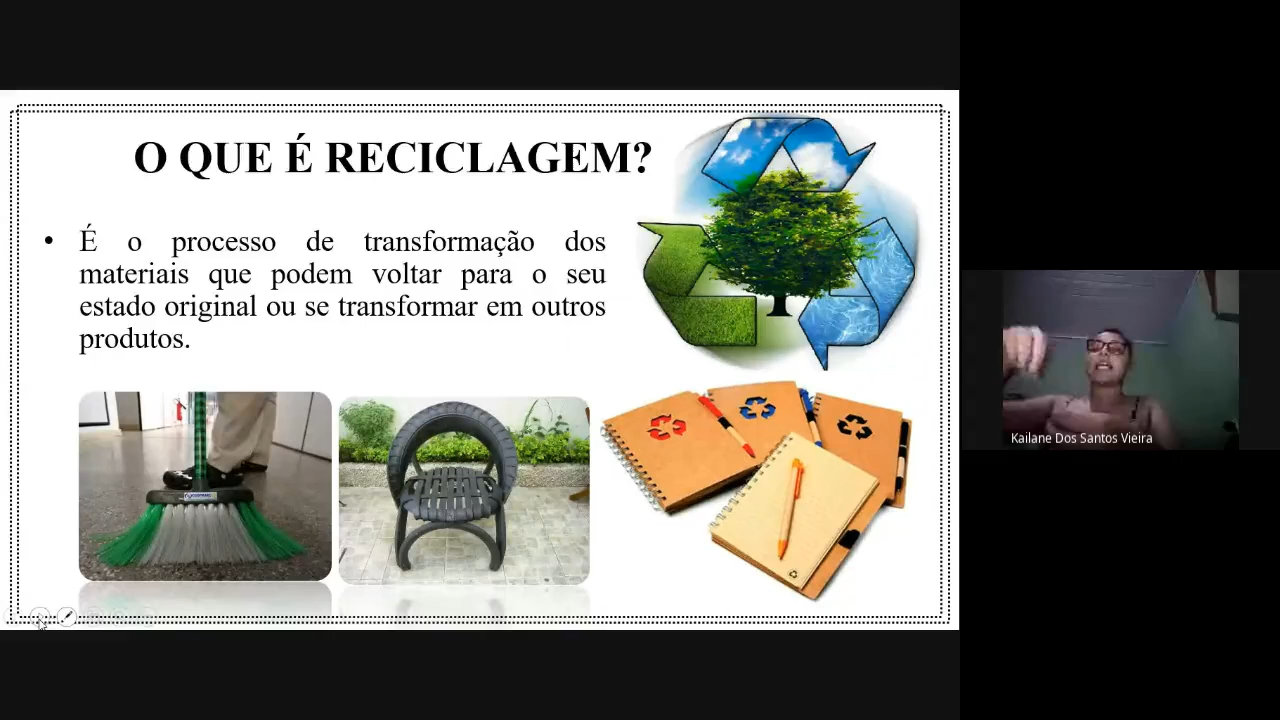 O QUE É RECICLAGEM?
• É o processo de transformação dos
materiais que podem voltar para o seu
estado original ou se transformar em outros
produtos.
Kailane Dos Santos Vieira